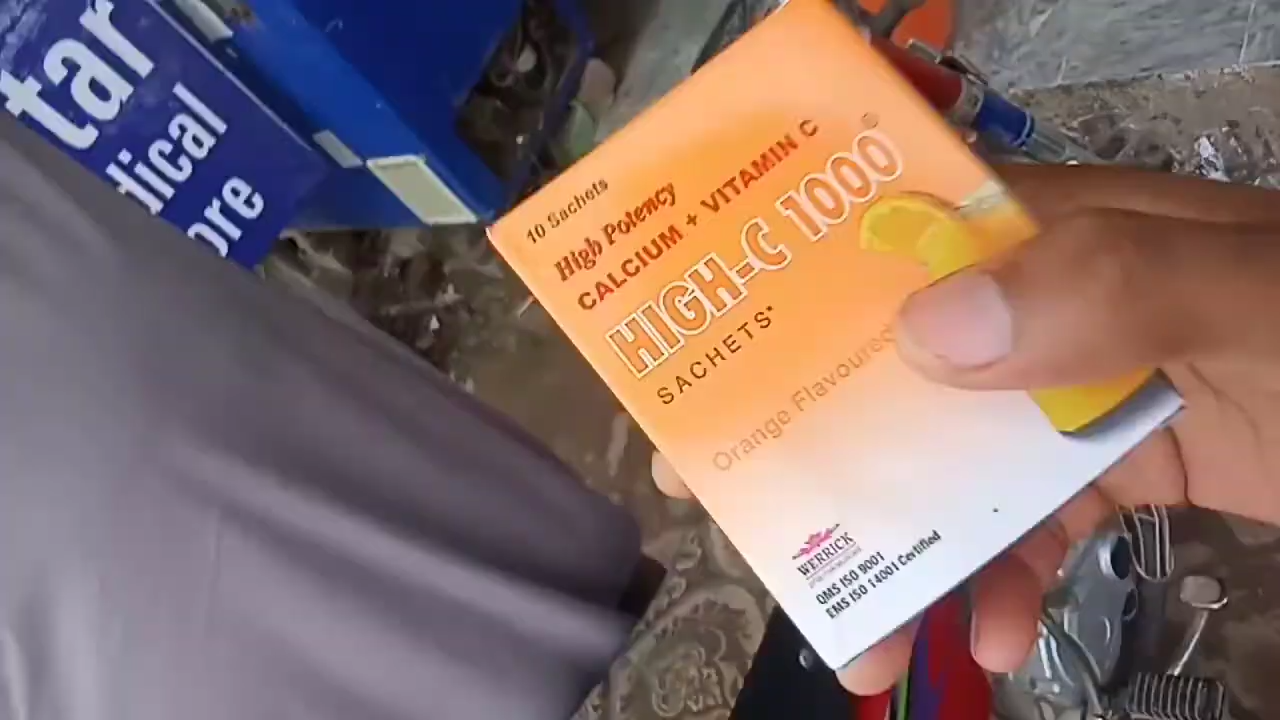 tar
dical
ore
10 Sachets
High Potency
CALCIUM + VITAMIN C
HIGH-C 1000®
SACHETS*
Orange Flavoured
WERRICK
QMS ISO 9001
EMS ISO 14001 Certified